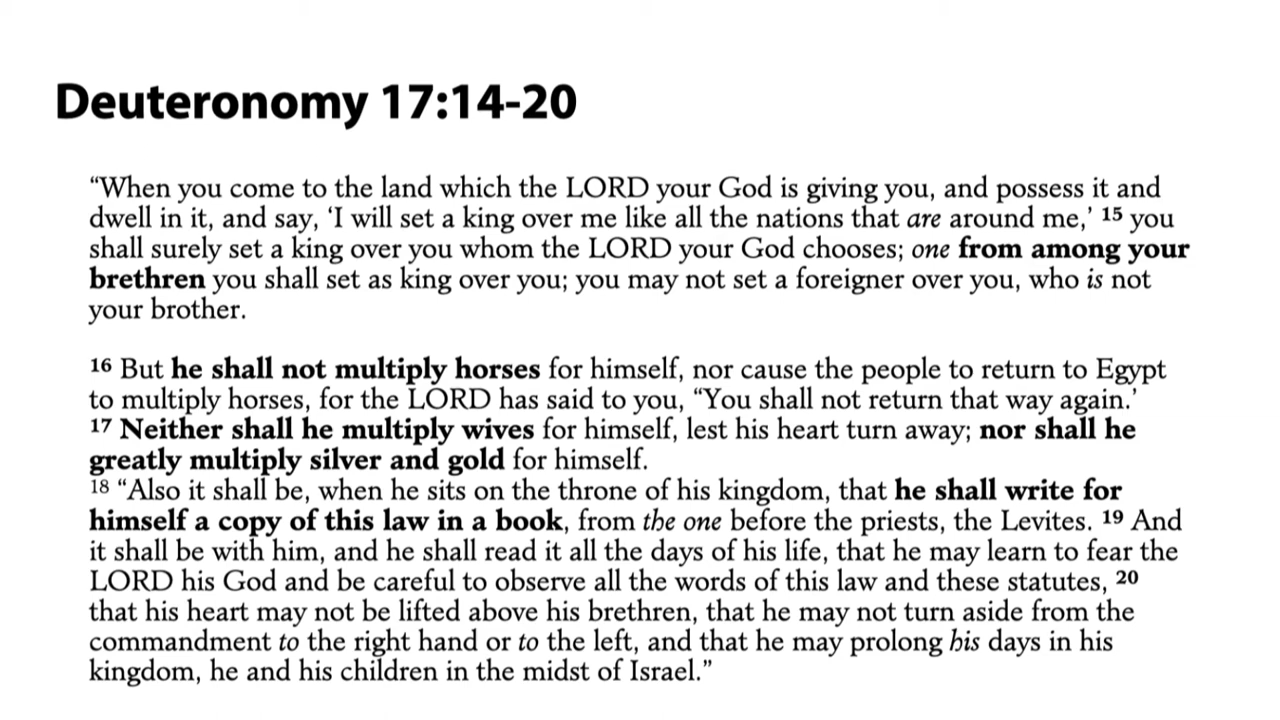 Deuteronomy 17:14-20
“When you come to the land which the LORD your God is giving you, and possess it and
dwell in it, and say, ‘I will set a king over me like all the nations that are around me,’ 15 you
shall surely set a king over you whom the LORD your God chooses; one from among your
brethren you shall set as king over you; you may not set a foreigner over you, who is not
your brother.
16 But he shall not multiply horses for himself, nor cause the people to return to Egypt
to multiply horses, for the LORD has said to you, “You shall not return that way again.’
17 Neither shall he multiply wives for himself, lest his heart turn away; nor shall he
greatly multiply silver and gold for himself.
18 “Also it shall be, when he sits on the throne of his kingdom, that he shall write for
himself a copy of this law in a book, from the one before the priests, the Levites. 19 And
it shall be with him, and he shall read it all the days of his life, that he may learn to fear the
LORD his God and be careful to observe all the words of this law and these statutes, 20
that his heart may not be lifted above his brethren, that he may not turn aside from the
commandment to the right hand or to the left, and that he may prolong his days in his
kingdom, he and his children in the midst of Israel.”